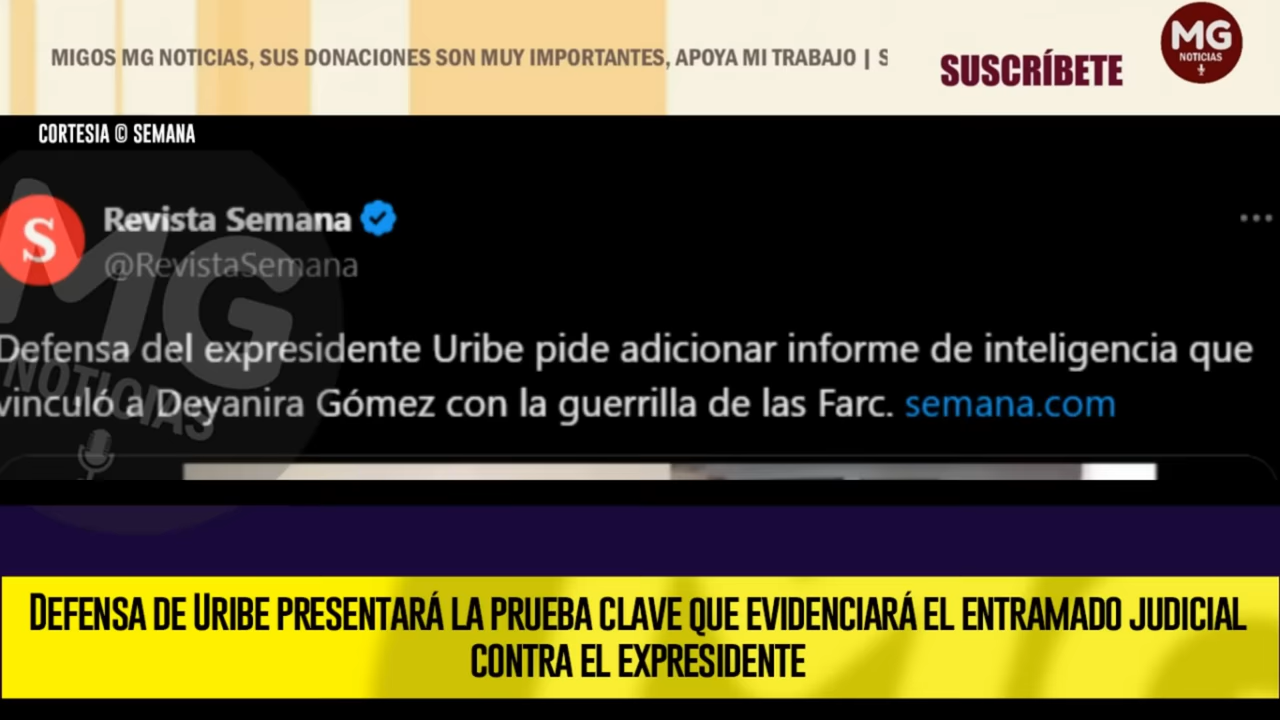 MIGOS MG NOTICIAS, SUS DONACIONES SON MUY IMPORTANTES, APOYA MI TRABAJO | S
SUSCRÍBETE
MG
NOTICIAS
CORTESIA © SEMANA
S
Revista Semana
@RevistaSemana
Defensa del expresidente Uribe pide adicionar informe de inteligencia que
vinculó a Deyanira Gómez con la guerrilla de las Farc. semana.com
MG
NOTICIAS
DEFENSA DE URIBE PRESENTARÁ LA PRUEBA CLAVE QUE EVIDENCIARÁ EL ENTRAMADO JUDICIAL
CONTRA EL EXPRESIDENTE